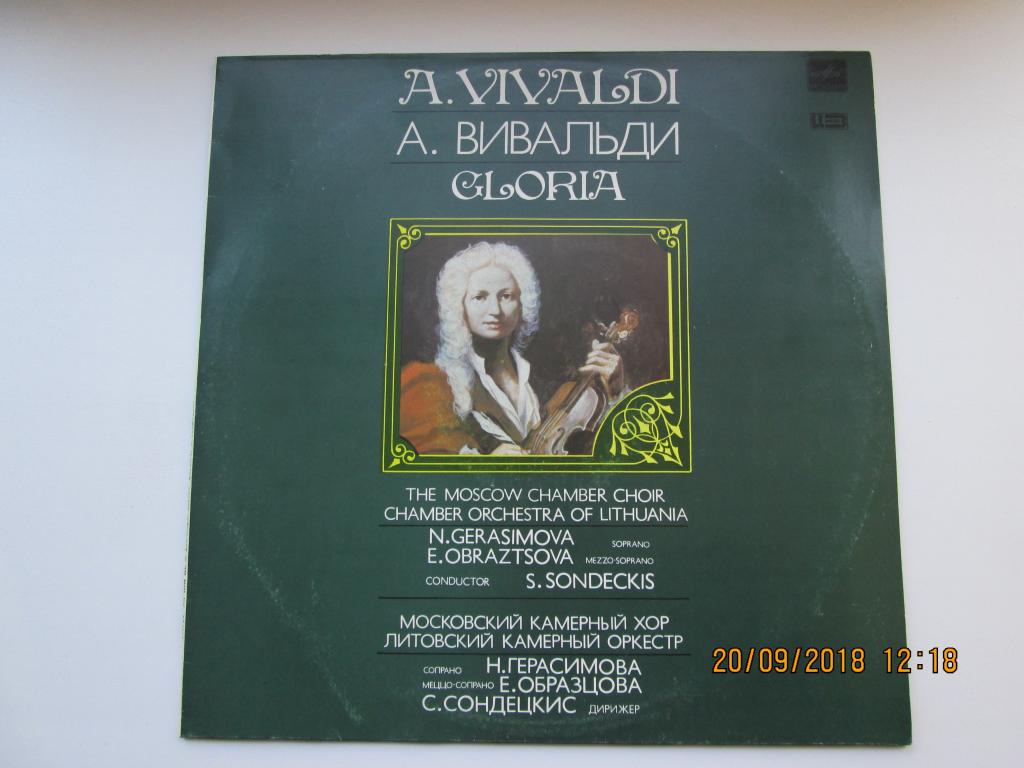 A. VIVALDI
А. ВИВАЛЬДИ
GLORIA
THE MOSCOW CHAMBER CHOIR
CHAMBER ORCHESTRA OF LITHUANIA
N.GERASIMOVA SOPRANO
E.OBRAZTSOVA MEZZO-SOPRANO
CONDUCTOR S. SONDECKIS
МОСКОВСКИЙ КАМЕРНЫЙ ХОР
ЛИТОВСКИЙ КАМЕРНЫЙ ОРКЕСТР
СОПРАНО Н.ГЕРАСИМОВА
МЕЦЦО-СОПРАНО Е.ОБРАЗЦОВА
С.СОНДЕЦКИС ДИРИЖЕР
20/09/2018 12:18